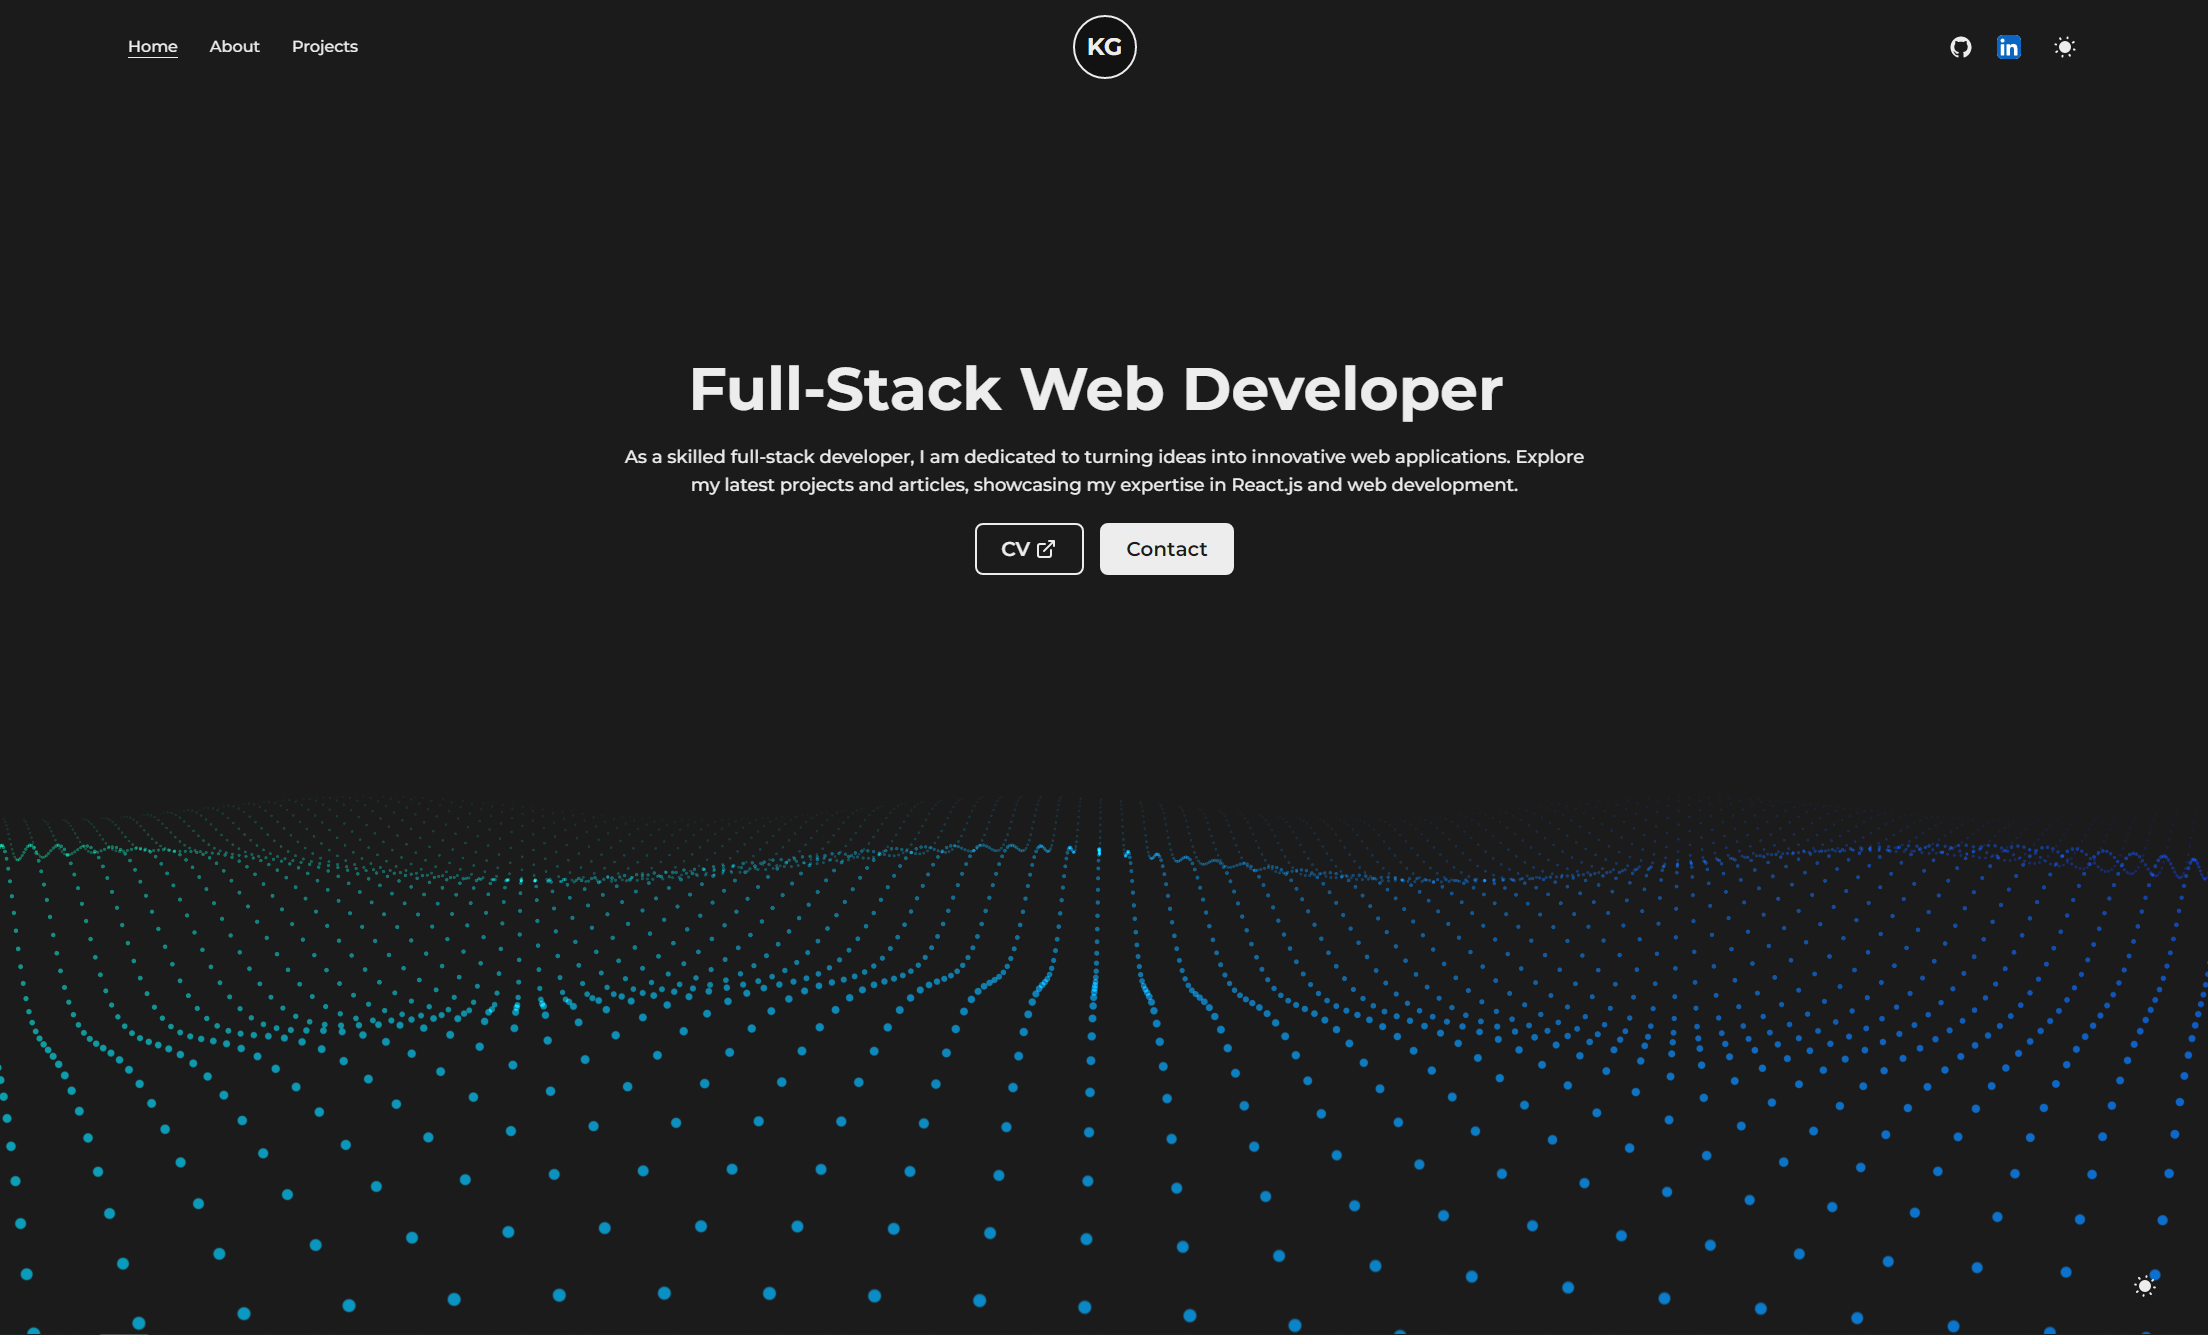 Home About Projects
KG
in
Full-Stack Web Developer
As a skilled full-stack developer, I am dedicated to turning ideas into innovative web applications. Explore
my latest projects and articles, showcasing my expertise in React.js and web development.
CV
Contact